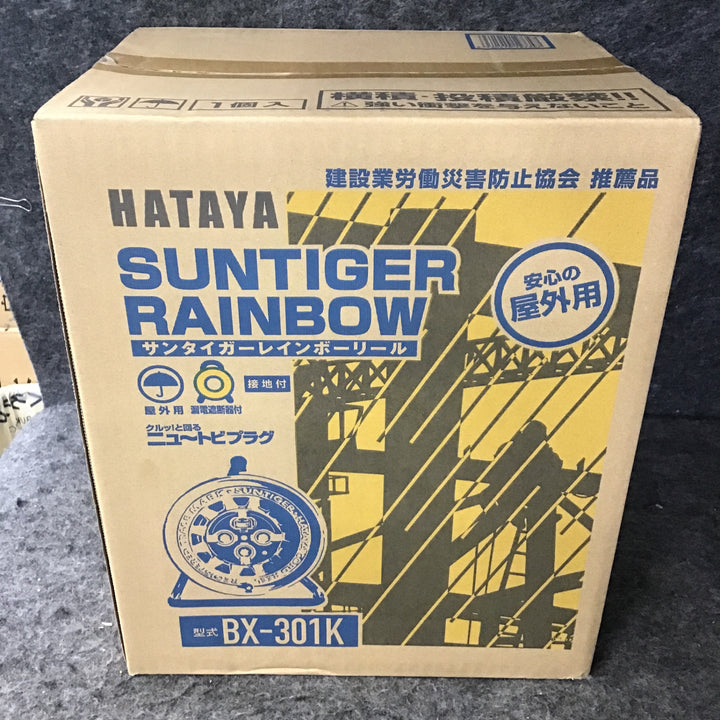 1個入
横積・投積厳禁!!
⚠強い衝撃を与えないこと
建設業労働災害防止協会 推薦品
HATAYA
SUNTIGER
RAINBOW
サンタイガーレインボーリール
安心の
屋外用
屋外用
漏電遮断器付
接地付
クルッ!と回る
ニュ〜トビプラグ
型式 BX-301K